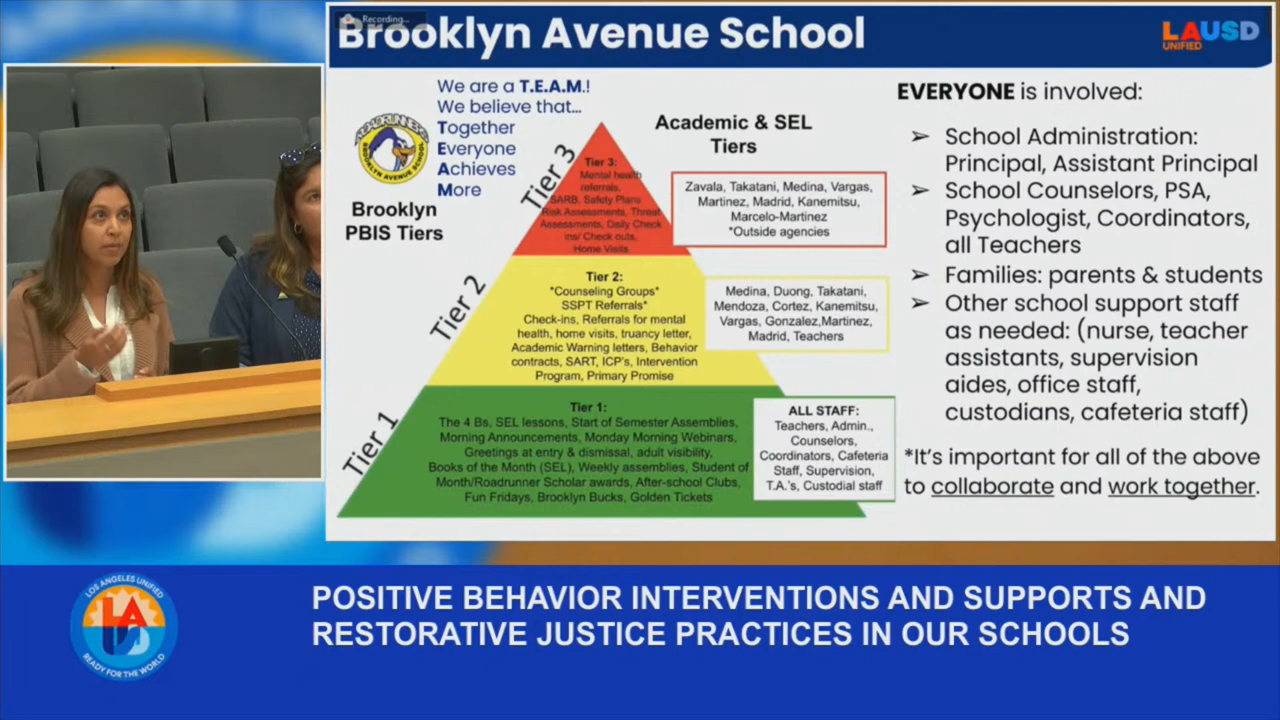 Recording...
Brooklyn Avenue School
LAUSD
UNIFIED
We are a T.E.A.M.!
We believe that...
Together
Everyone
Achieves
More
ROADRUNNERS
BROOKLYN AVENUE SCHOOL
Brooklyn
PBIS Tiers
Academic & SEL
Tiers
Tier 3
Tier 3:
Mental health
referrals,
SARB, Safety Plans
Risk Assessments, Threat
Assessments, Daily Check
ins/ Check outs,
Home Visits
Zavala, Takatani, Medina, Vargas,
Martinez, Madrid, Kanemitsu,
Marcelo-Martinez
*Outside agencies
Tier 2
Tier 2:
*Counseling Groups*
SSPT Referrals*
Check-ins, Referrals for mental
health, home visits, truancy letter,
Academic Warning letters, Behavior
contracts, SART, ICP's, Intervention
Program, Primary Promise
Medina, Duong, Takatani,
Mendoza, Cortez, Kanemitsu,
Vargas, Gonzalez,Martinez,
Madrid, Teachers
Tier 1
Tier 1:
The 4 Bs, SEL lessons, Start of Semester Assemblies,
Morning Announcements, Monday Morning Webinars,
Greetings at entry & dismissal, adult visibility,
Books of the Month (SEL), Weekly assemblies, Student of
Month/Roadrunner Scholar awards, After-school Clubs,
Fun Fridays, Brooklyn Bucks, Golden Tickets
ALL STAFF:
Teachers, Admin.,
Counselors,
Coordinators, Cafeteria
Staff, Supervision,
T.A.'s, Custodial staff
EVERYONE is involved:
➢ School Administration:
Principal, Assistant Principal
➢ School Counselors, PSA,
Psychologist, Coordinators,
all Teachers
➢ Families: parents & students
➢ Other school support staff
as needed: (nurse, teacher
assistants, supervision
aides, office staff,
custodians, cafeteria staff)
*It's important for all of the above
to collaborate and work together.
LOS ANGELES UNIFIED
LAUSD
READY FOR THE WORLD
POSITIVE BEHAVIOR INTERVENTIONS AND SUPPORTS AND
RESTORATIVE JUSTICE PRACTICES IN OUR SCHOOLS